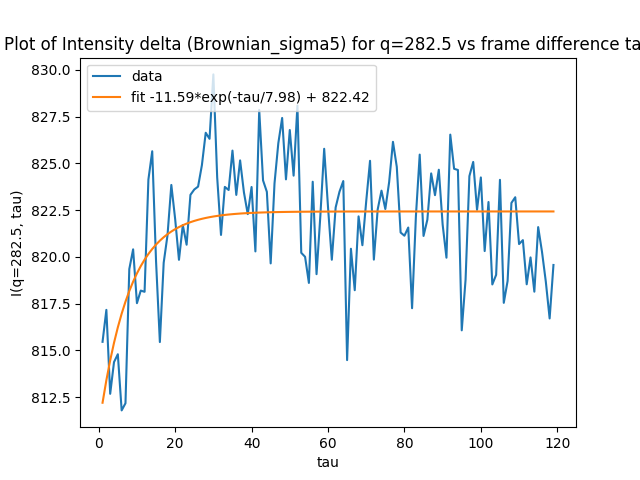 Plot of Intensity delta (Brownian_sigma5) for q=282.5 vs frame difference ta
data
fit -11.59*exp(-tau/7.98) + 822.42
830.0
827.5
825.0
822.5
820.0
817.5
815.0
812.5
I(q=282.5, tau)
0 20 40 60 80 100 120
tau